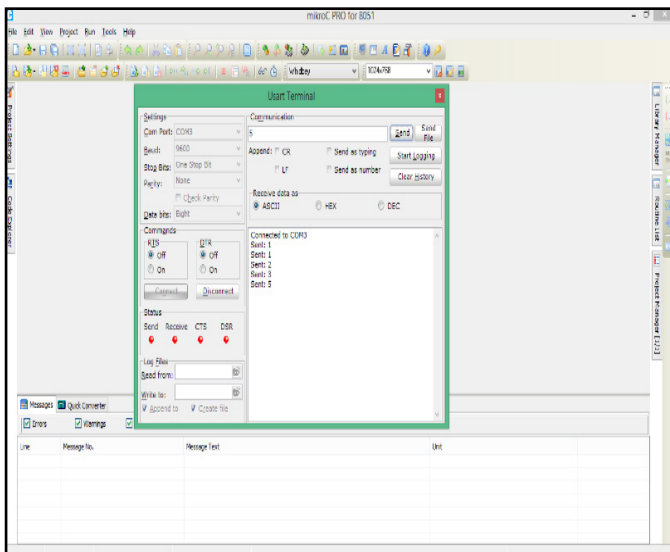 mikroC PRO for 8051
File Edit View Project Run Tools Help
Whidbey
1024x768
Project Settings
Code Explorer
Library Manager
Routine List
Project Manager [1/1]
Usart Terminal
Settings
Com Port: COM3
Baud: 9600
Stop Bits: One Stop Bit
Parity: None
Check Parity
Data bits: Eight
Commands
RTS
Off
On
DTR
Off
On
Connect
Disconnect
Status
Send Receive CTS DSR
Log Files
Read from:
Write to:
Append to
Create file
Communication
5
Send
Send File
Append: CR
Send as typing
Start Logging
LF
Send as number
Clear History
Receive data as
ASCII HEX DEC
Connected to COM3
Sent: 1
Sent: 1
Sent: 2
Sent: 3
Sent: 5
Messages
Quick Converter
Errors
Warnings
Line
Message No.
Message Text
Unit